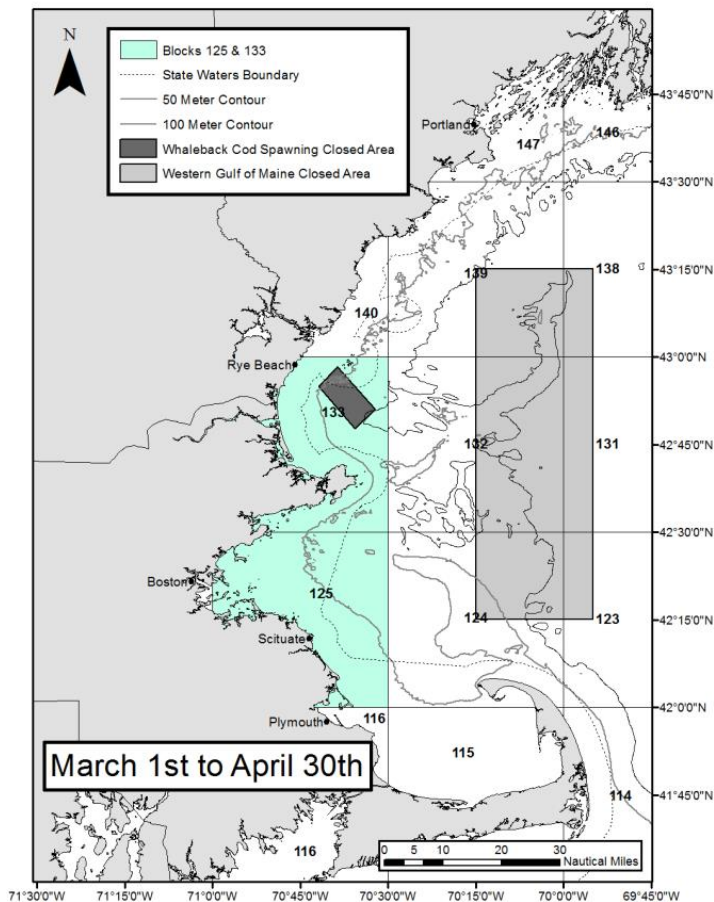 N
Blocks 125 & 133
State Waters Boundary
50 Meter Contour
100 Meter Contour
Whaleback Cod Spawning Closed Area
Western Gulf of Maine Closed Area
Portland
147
146
139
138
140
Rye Beach
133
132
131
Boston
125
124
123
Scituate
Plymouth
116
115
114
116
March 1st to April 30th
0 5 10 20 30
Nautical Miles
43°45'0"N
43°30'0"N
43°15'0"N
43°0'0"N
42°45'0"N
42°30'0"N
42°15'0"N
42°0'0"N
41°45'0"N
71°30'0"W 71°15'0"W 71°0'0"W 70°45'0"W 70°30'0"W 70°15'0"W 70°0'0"W 69°45'0"W